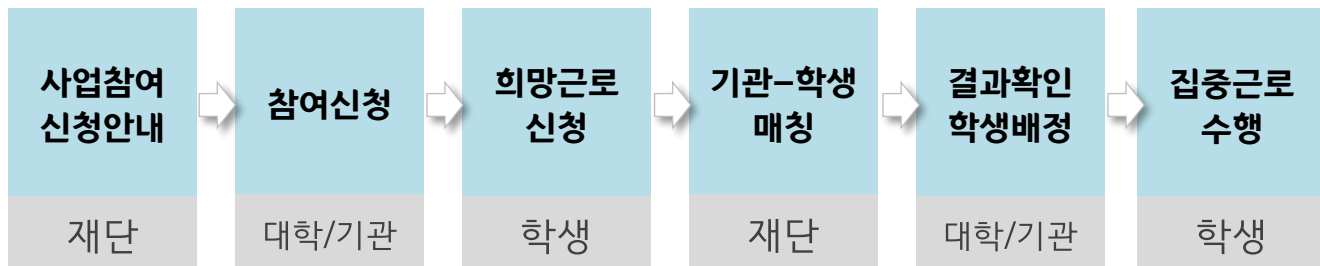 사업참여
신청안내
재단
참여신청
대학/기관
희망근로
신청
학생
기관-학생
매칭
재단
결과확인
학생배정
대학/기관
집중근로
수행
학생